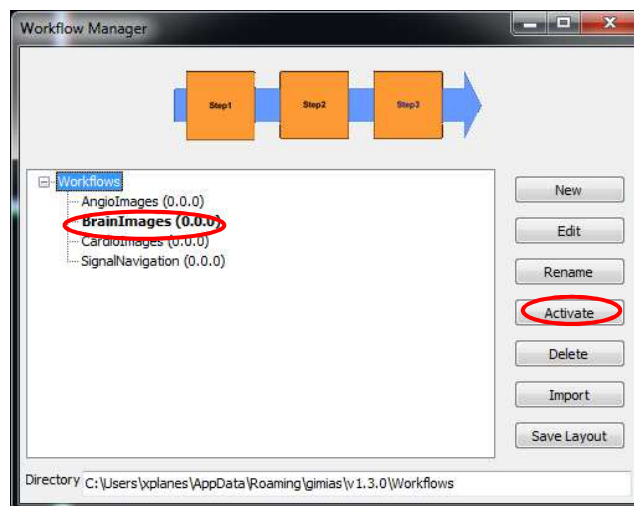 Workflow Manager
Step1 Step2 Step3
Workflows
AngioImages (0.0.0)
BrainImages (0.0.0)
CardioImages (0.0.0)
SignalNavigation (0.0.0)
New
Edit
Rename
Activate
Delete
Import
Save Layout
Directory C:\Users\xplanes\AppData\Roaming\gimias\v1.3.0\Workflows